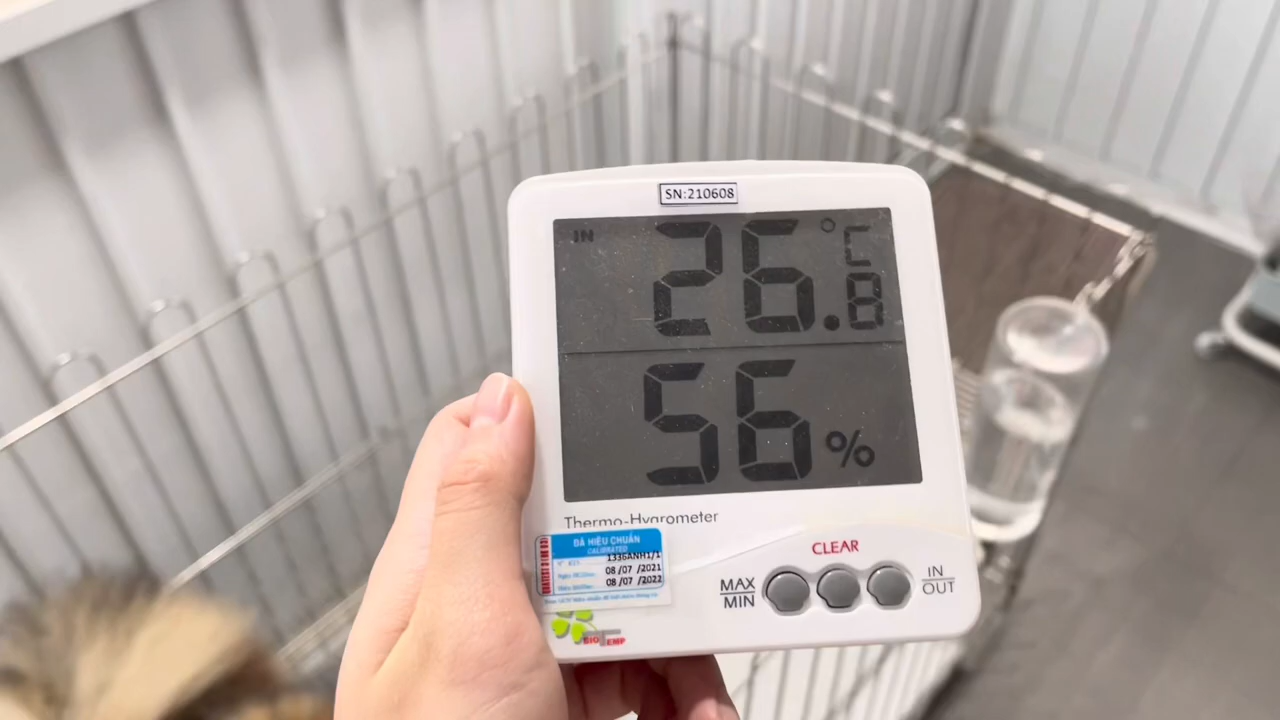 SN:210608
IN
26.8 °C
56 %
Thermo-Hygrometer
ĐÃ HIỆU CHUẨN
CALIBRATED
1336ANH1/1
08 /07 /2021
08 /07 /2022
CLEAR
MAX
MIN
IN
OUT
BIOTEMP